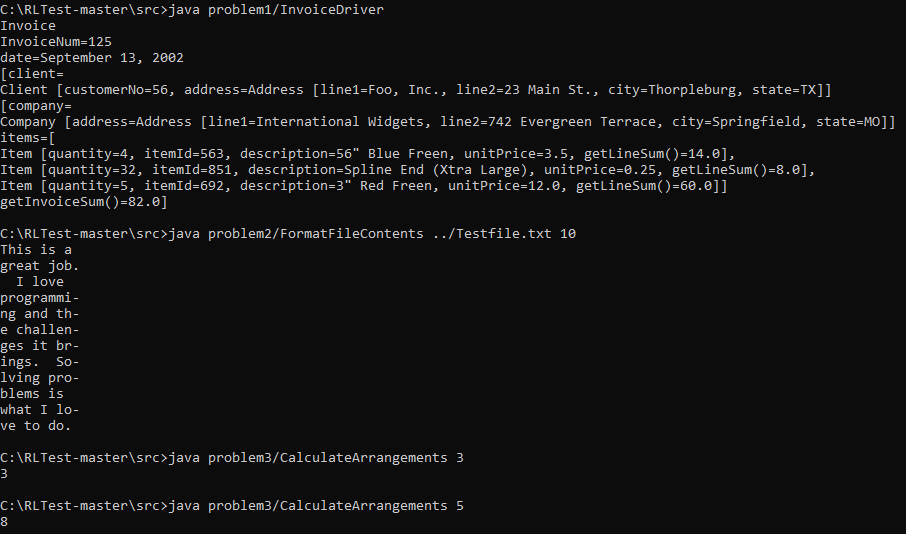 C:\RLTest-master\src>java problem1/InvoiceDriver
Invoice
InvoiceNum=125
date=September 13, 2002
[client=
Client [customerNo=56, address=Address [line1=Foo, Inc., line2=23 Main St., city=Thorpleburg, state=TX]]
[company=
Company [address=Address [line1=International Widgets, line2=742 Evergreen Terrace, city=Springfield, state=MO]]
items=[
Item [quantity=4, itemId=563, description=56" Blue Freen, unitPrice=3.5, getLineSum()=14.0],
Item [quantity=32, itemId=851, description=Spline End (Xtra Large), unitPrice=0.25, getLineSum()=8.0],
Item [quantity=5, itemId=692, description=3" Red Freen, unitPrice=12.0, getLineSum()=60.0]]
getInvoiceSum()=82.0]

C:\RLTest-master\src>java problem2/FormatFileContents ../Testfile.txt 10
This is a
great job.
  I love
programmi-
ng and th-
e challen-
ges it br-
ings.  So-
lving pro-
blems is
what I lo-
ve to do.

C:\RLTest-master\src>java problem3/CalculateArrangements 3
3

C:\RLTest-master\src>java problem3/CalculateArrangements 5
8